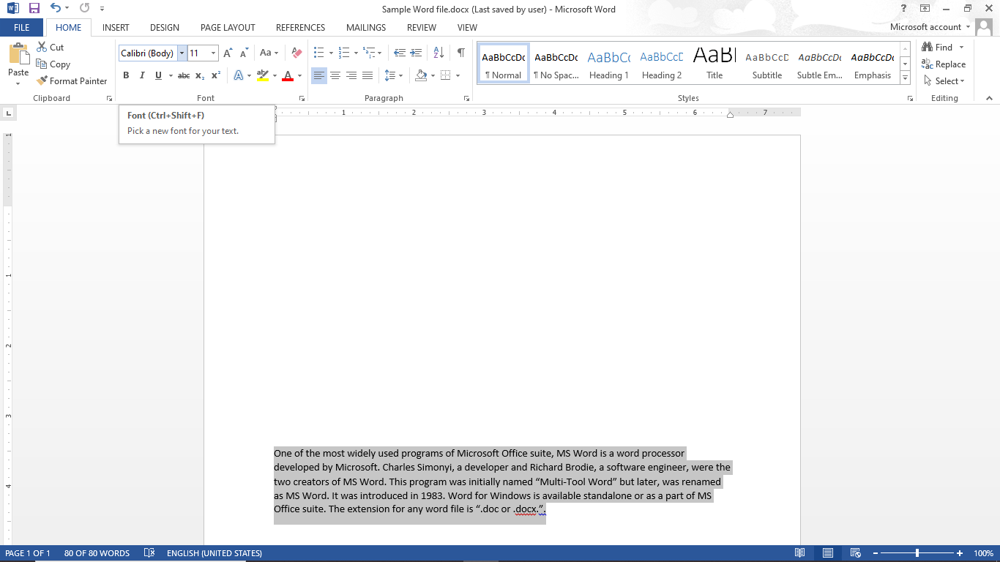 Sample Word file.docx (Last saved by user) - Microsoft Word
?
FILE HOME INSERT DESIGN PAGE LAYOUT REFERENCES MAILINGS REVIEW VIEW Microsoft account
Paste
Cut
Copy
Format Painter
Clipboard
Calibri (Body) 11 A A Aa
B I U abc x2 x2 A ab A
Font
A Z ¶
Paragraph
AaBbCcDc AaBbCcDc AaBbCc AaBbCcD AaBl AaBbCcD AaBbCcDc AaBbCcDc
¶ Normal ¶ No Spac... Heading 1 Heading 2 Title Subtitle Subtle Em... Emphasis
Styles
Find
Replace
Select
Editing
L
1 2 3 4 5 6 7
Font (Ctrl+Shift+F)
Pick a new font for your text.
1
1
2
3
4
One of the most widely used programs of Microsoft Office suite, MS Word is a word processor
developed by Microsoft. Charles Simonyi, a developer and Richard Brodie, a software engineer, were the
two creators of MS Word. This program was initially named “Multi-Tool Word” but later, was renamed
as MS Word. It was introduced in 1983. Word for Windows is available standalone or as a part of MS
Office suite. The extension for any word file is “.doc or .docx.”.
PAGE 1 OF 1 80 OF 80 WORDS ENGLISH (UNITED STATES) 100%